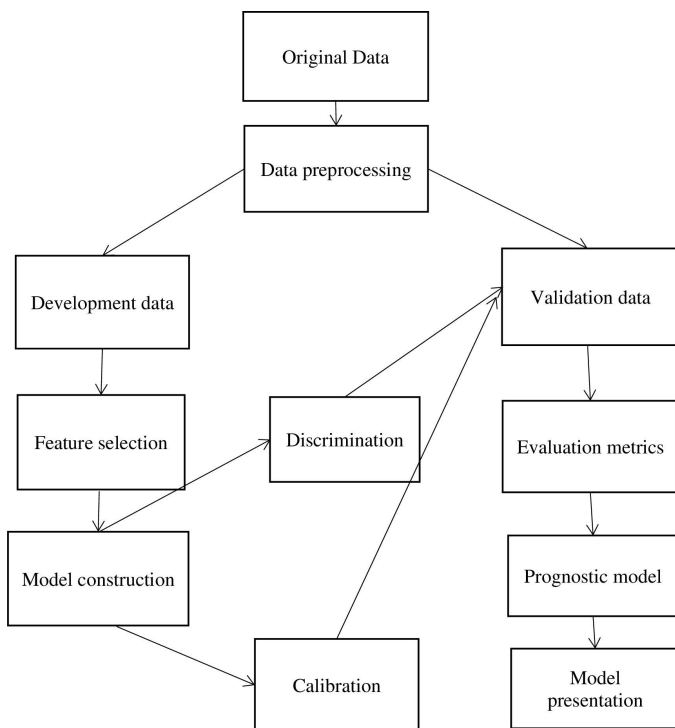 Original Data
Data preprocessing
Development data
Validation data
Feature selection
Discrimination
Evaluation metrics
Model construction
Prognostic model
Calibration
Model
presentation